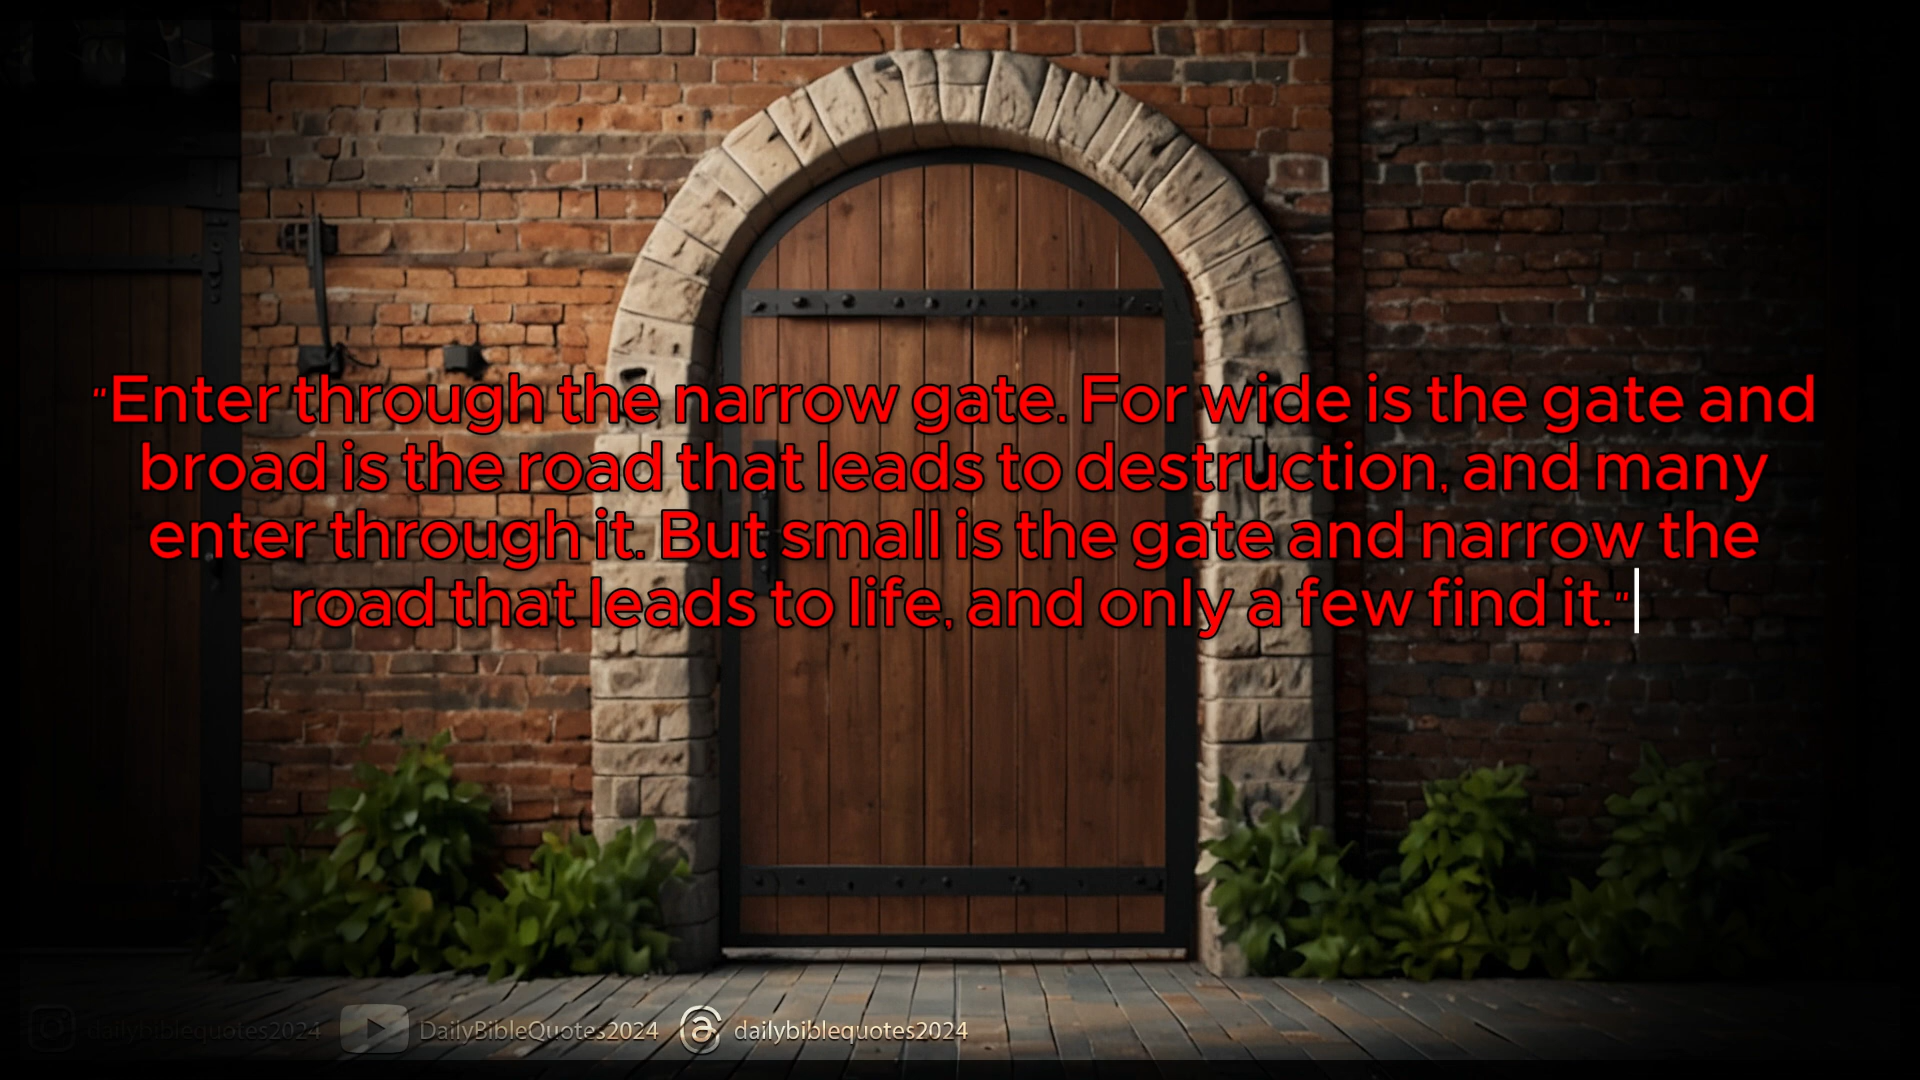 "Enter through the narrow gate. For wide is the gate and
broad is the road that leads to destruction, and many
enter through it. But small is the gate and narrow the
road that leads to life, and only a few find it."
dailybiblequotes2024 DailyBibleQuotes2024 dailybiblequotes2024